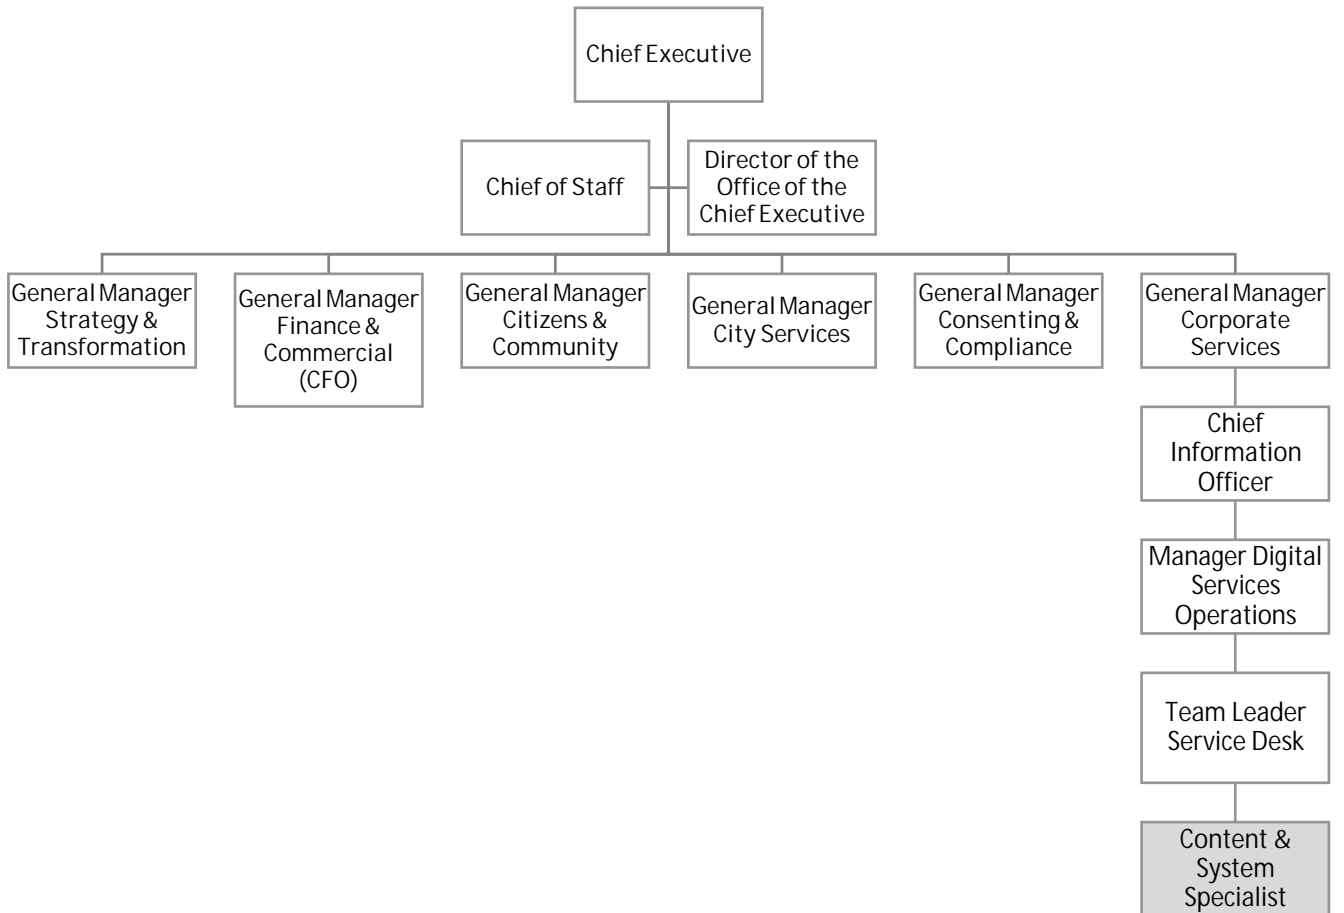 Chief Executive
Chief of Staff
Director of the
Office of the
Chief Executive
General Manager
Strategy &
Transformation
General Manager
Finance &
Commercial
(CFO)
General Manager
Citizens &
Community
General Manager
City Services
General Manager
Consenting &
Compliance
General Manager
Corporate
Services
Chief
Information
Officer
Manager Digital
Services
Operations
Team Leader
Service Desk
Content &
System
Specialist